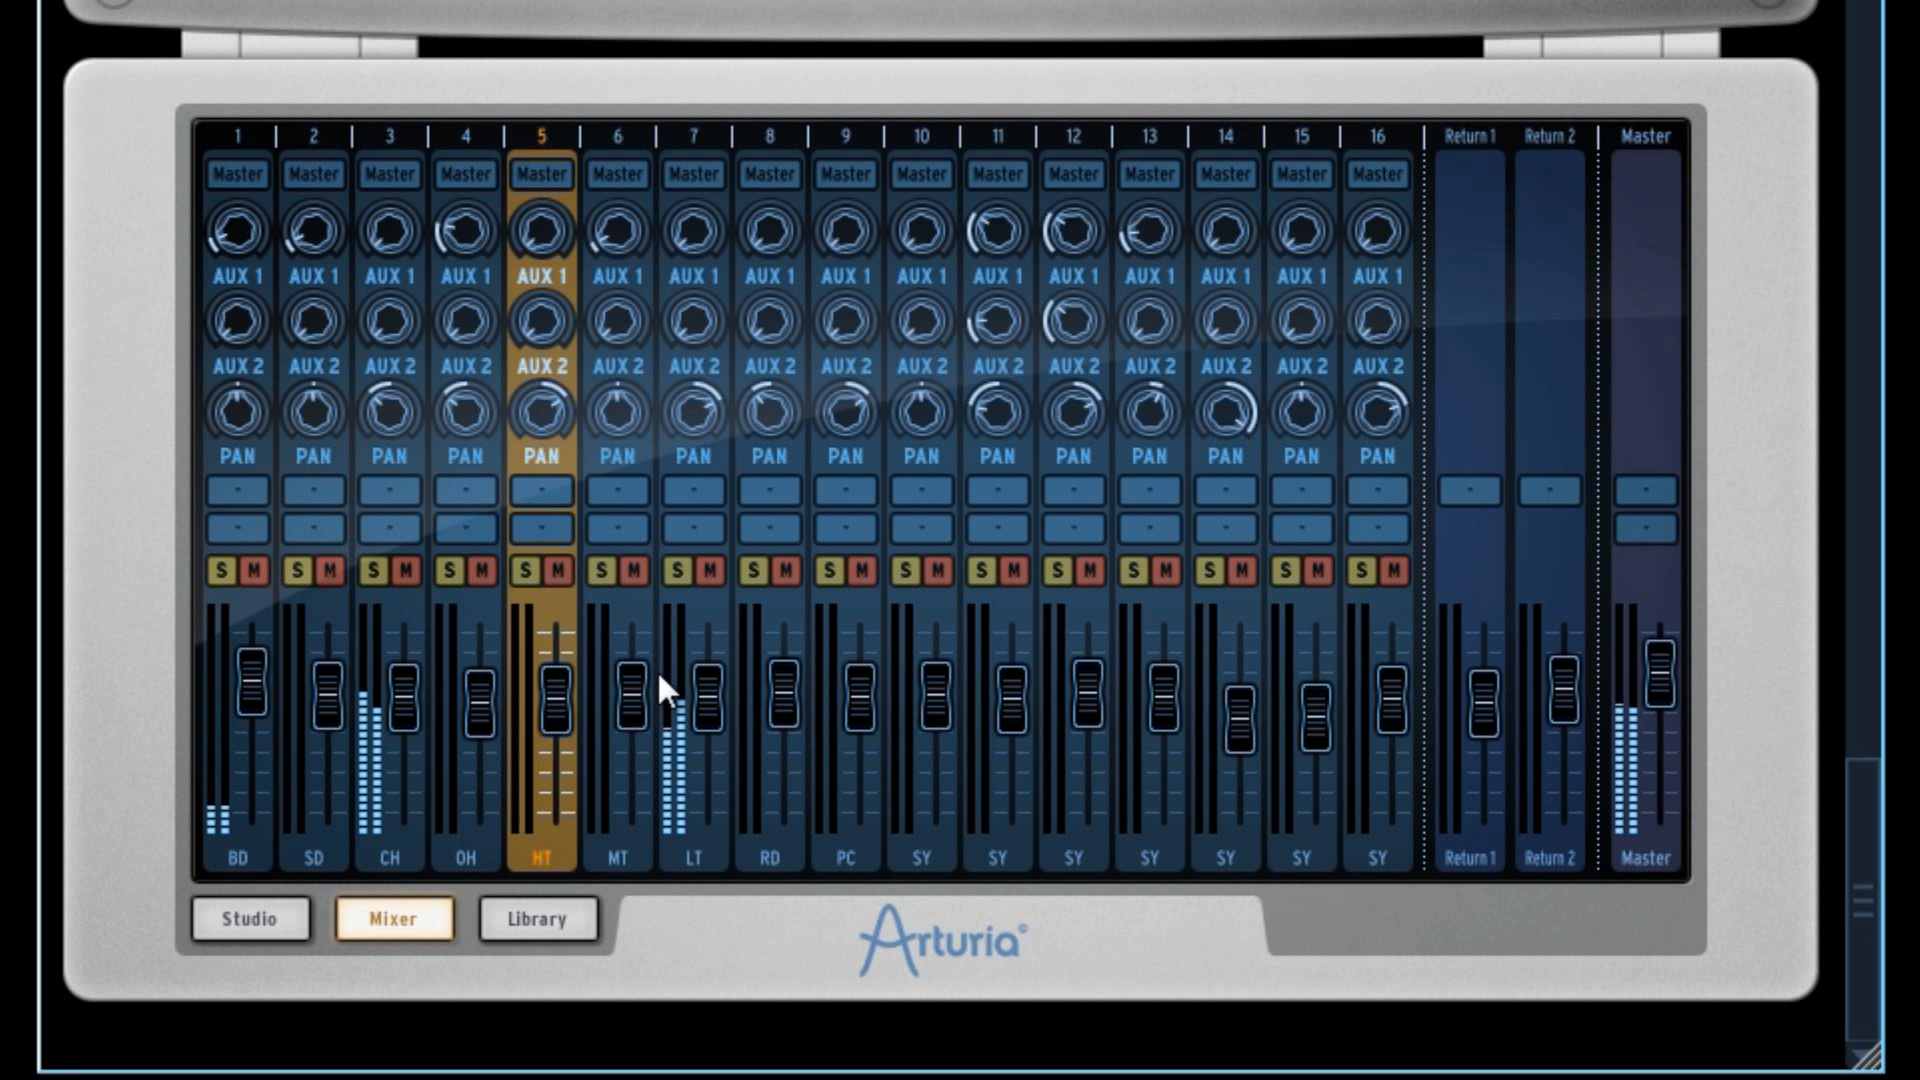 1 2 3 4 5 6 7 8 9 10 11 12 13 14 15 16 Return 1 Return 2 Master
Master Master Master Master Master Master Master Master Master Master Master Master Master Master Master Master
AUX 1 AUX 1 AUX 1 AUX 1 AUX 1 AUX 1 AUX 1 AUX 1 AUX 1 AUX 1 AUX 1 AUX 1 AUX 1 AUX 1 AUX 1 AUX 1
AUX 2 AUX 2 AUX 2 AUX 2 AUX 2 AUX 2 AUX 2 AUX 2 AUX 2 AUX 2 AUX 2 AUX 2 AUX 2 AUX 2 AUX 2 AUX 2
PAN PAN PAN PAN PAN PAN PAN PAN PAN PAN PAN PAN PAN PAN PAN PAN
- - - - - - - - - - - - - - - - - - -
- - - - - - - - - - - - - - - - -
S M S M S M S M S M S M S M S M S M S M S M S M S M S M S M S M
BD SD CH OH HT MT LT RD PC SY SY SY SY SY SY SY Return 1 Return 2 Master
Studio Mixer Library
Arturia©